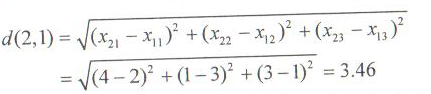 d(2,1) = √(x₂₁ − x₁₁)² + (x₂₂ − x₁₂)² + (x₂₃ − x₁₃)²
= √(4 − 2)² + (1 − 3)² + (3 − 1)² = 3.46